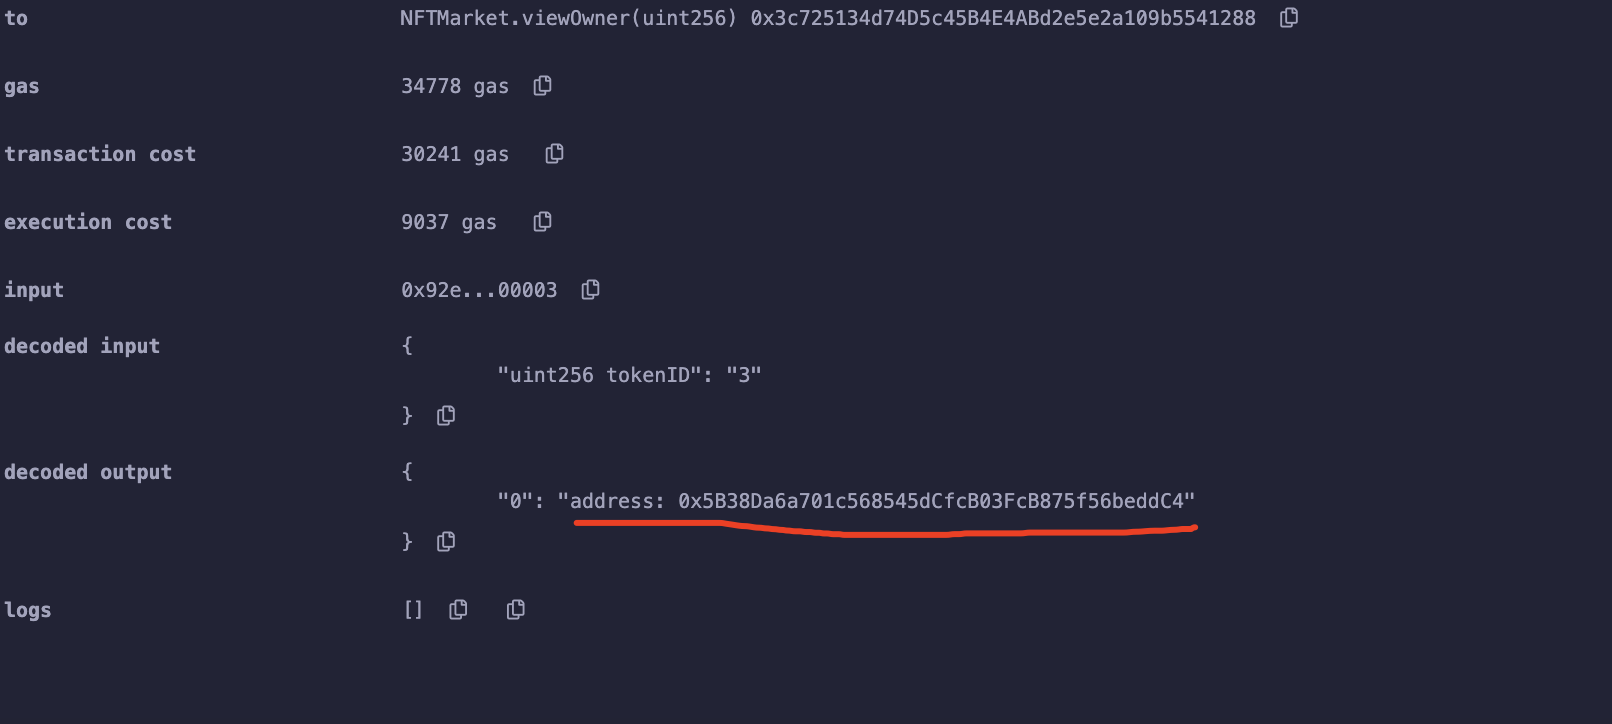 to NFTMarket.viewOwner(uint256) 0x3c725134d74D5c45B4E4ABd2e5e2a109b5541288
gas 34778 gas
transaction cost 30241 gas
execution cost 9037 gas
input 0x92e...00003
decoded input {
"uint256 tokenID": "3"
}
decoded output {
"0": "address: 0x5B38Da6a701c568545dCfcB03FcB875f56beddC4"
}
logs []